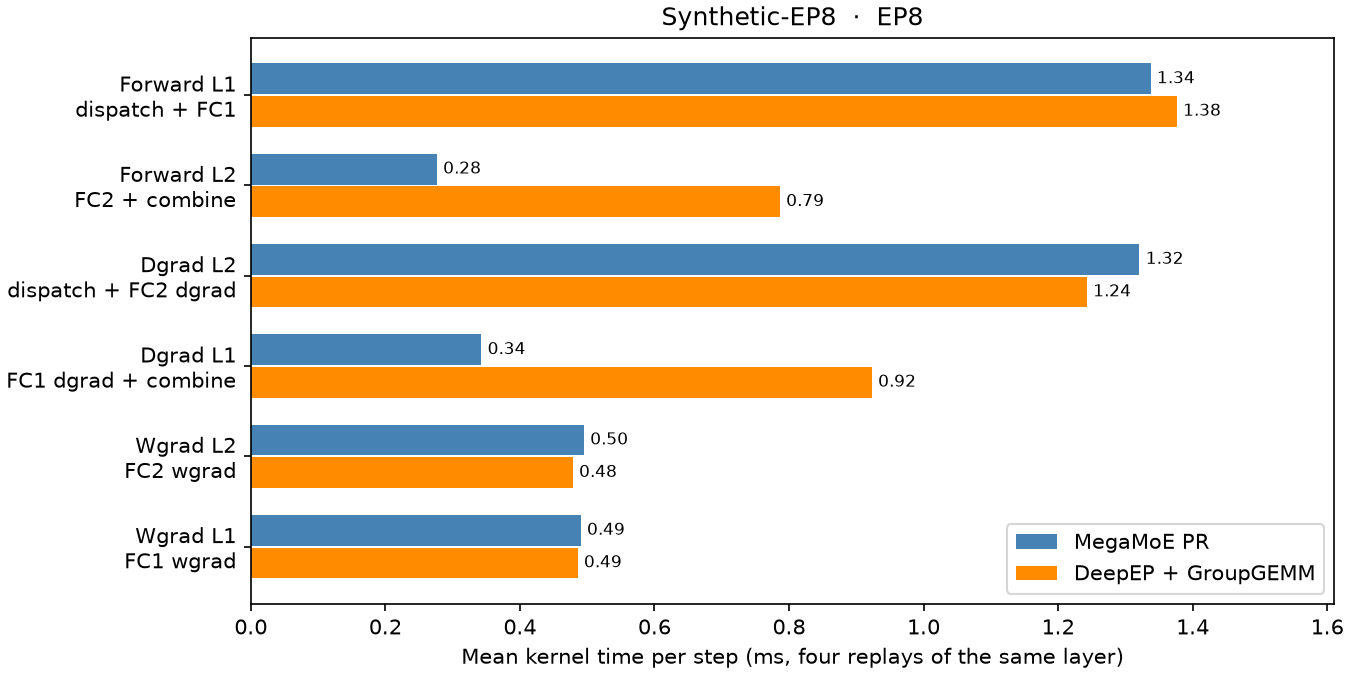 Synthetic-EP8 · EP8
Forward L1
dispatch + FC1
1.34
1.38
Forward L2
FC2 + combine
0.28
0.79
Dgrad L2
dispatch + FC2 dgrad
1.32
1.24
Dgrad L1
FC1 dgrad + combine
0.34
0.92
Wgrad L2
FC2 wgrad
0.50
0.48
Wgrad L1
FC1 wgrad
0.49
0.49
MegaMoE PR
DeepEP + GroupGEMM
0.0 0.2 0.4 0.6 0.8 1.0 1.2 1.4 1.6
Mean kernel time per step (ms, four replays of the same layer)